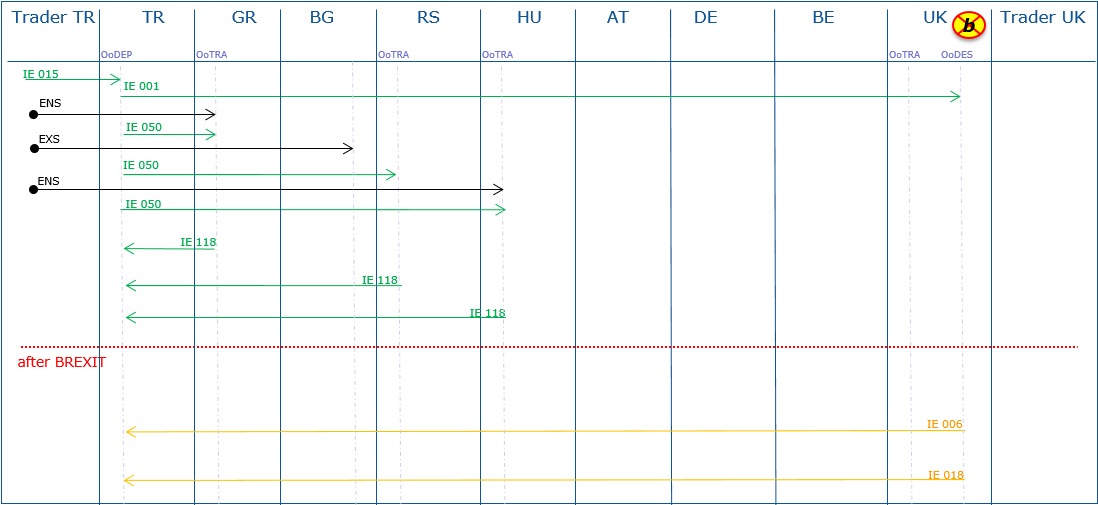 Trader TR TR GR BG RS HU AT DE BE UK b Trader UK
OoDEP OoTRA OoTRA OoTRA OoTRA OoDES
IE 015
IE 001
ENS
IE 050
EXS
IE 050
ENS
IE 050
IE 118
IE 118
IE 118
after BREXIT
IE 006
IE 018